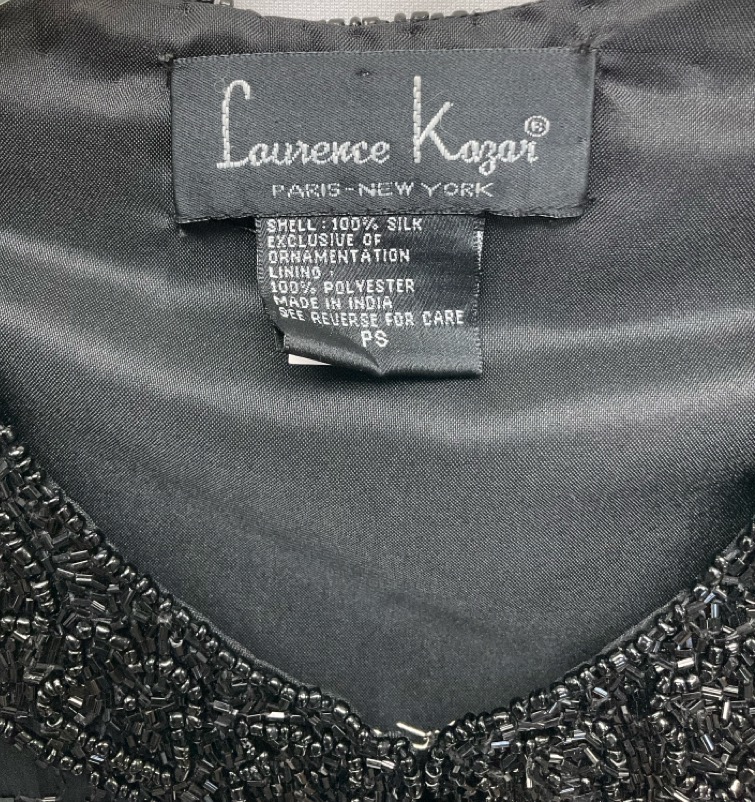 Laurence Kazar®
PARIS-NEW YORK
SHELL: 100% SILK
EXCLUSIVE OF
ORNAMENTATION
LINING:
100% POLYESTER
MADE IN INDIA
SEE REVERSE FOR CARE
PS